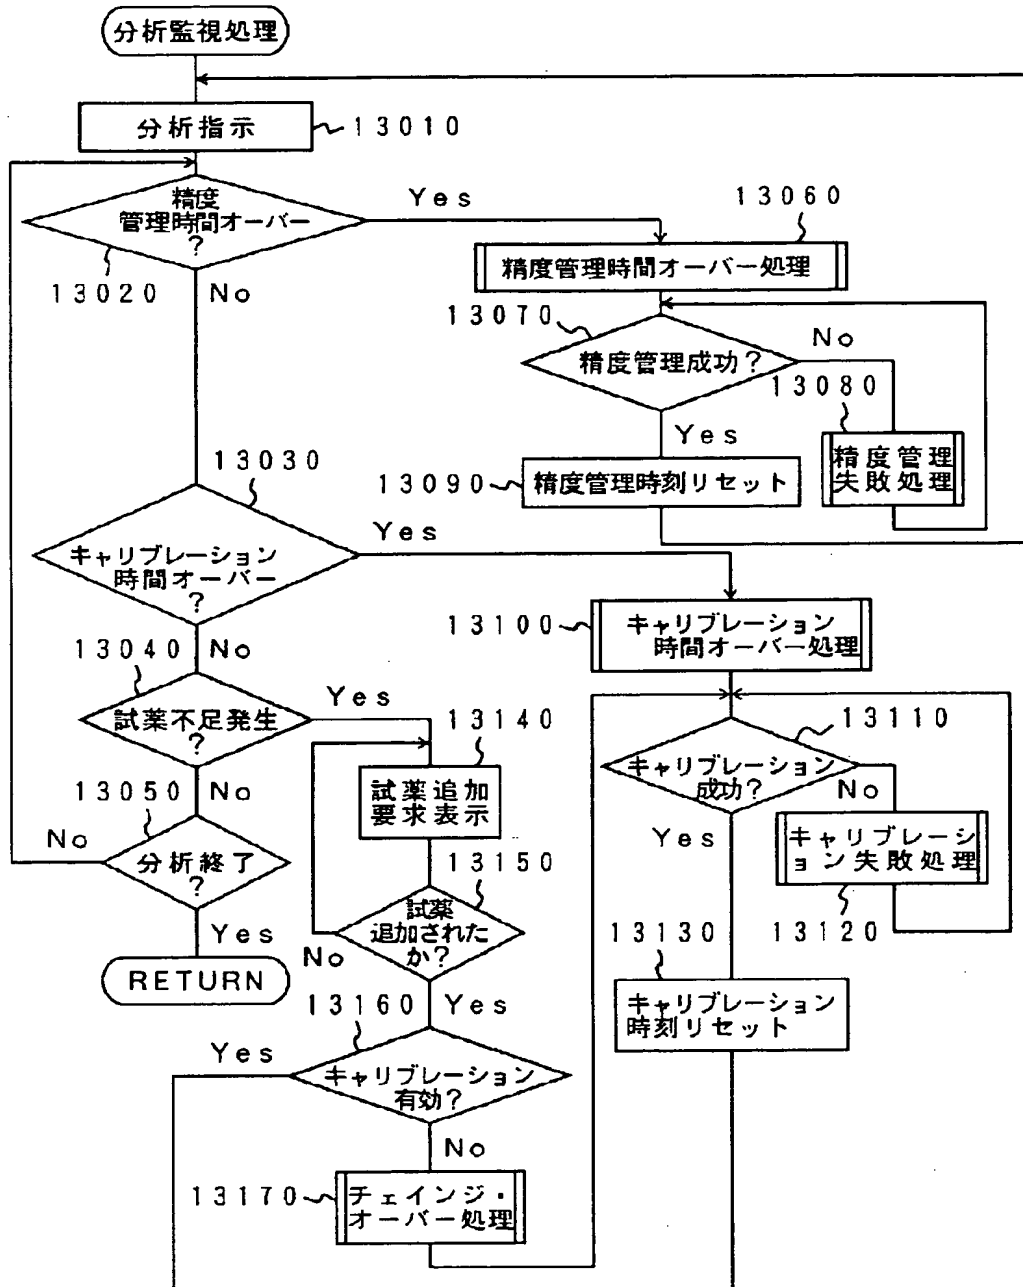 分析監視処理
分析指示
13010
精度
管理時間オーバー
?
Yes
13020
No
13060
精度管理時間オーバー処理
13070
精度管理成功?
No
13080
精度管理
失敗処理
Yes
13090
精度管理時刻リセット
13030
キャリブレーション
時間オーバー
?
Yes
13100
キャリブレーション
時間オーバー処理
No
13040
試薬不足発生
?
Yes
13140
試薬追加
要求表示
13110
キャリブレーション
成功?
No
キャリブレーシ
ョン失敗処理
13120
Yes
No
13050
No
分析終了
?
Yes
RETURN
13150
試薬
追加された
か?
No
Yes
13130
キャリブレーション
時刻リセット
13160
Yes
キャリブレーション
有効?
No
13170
チェインジ・
オーバー処理